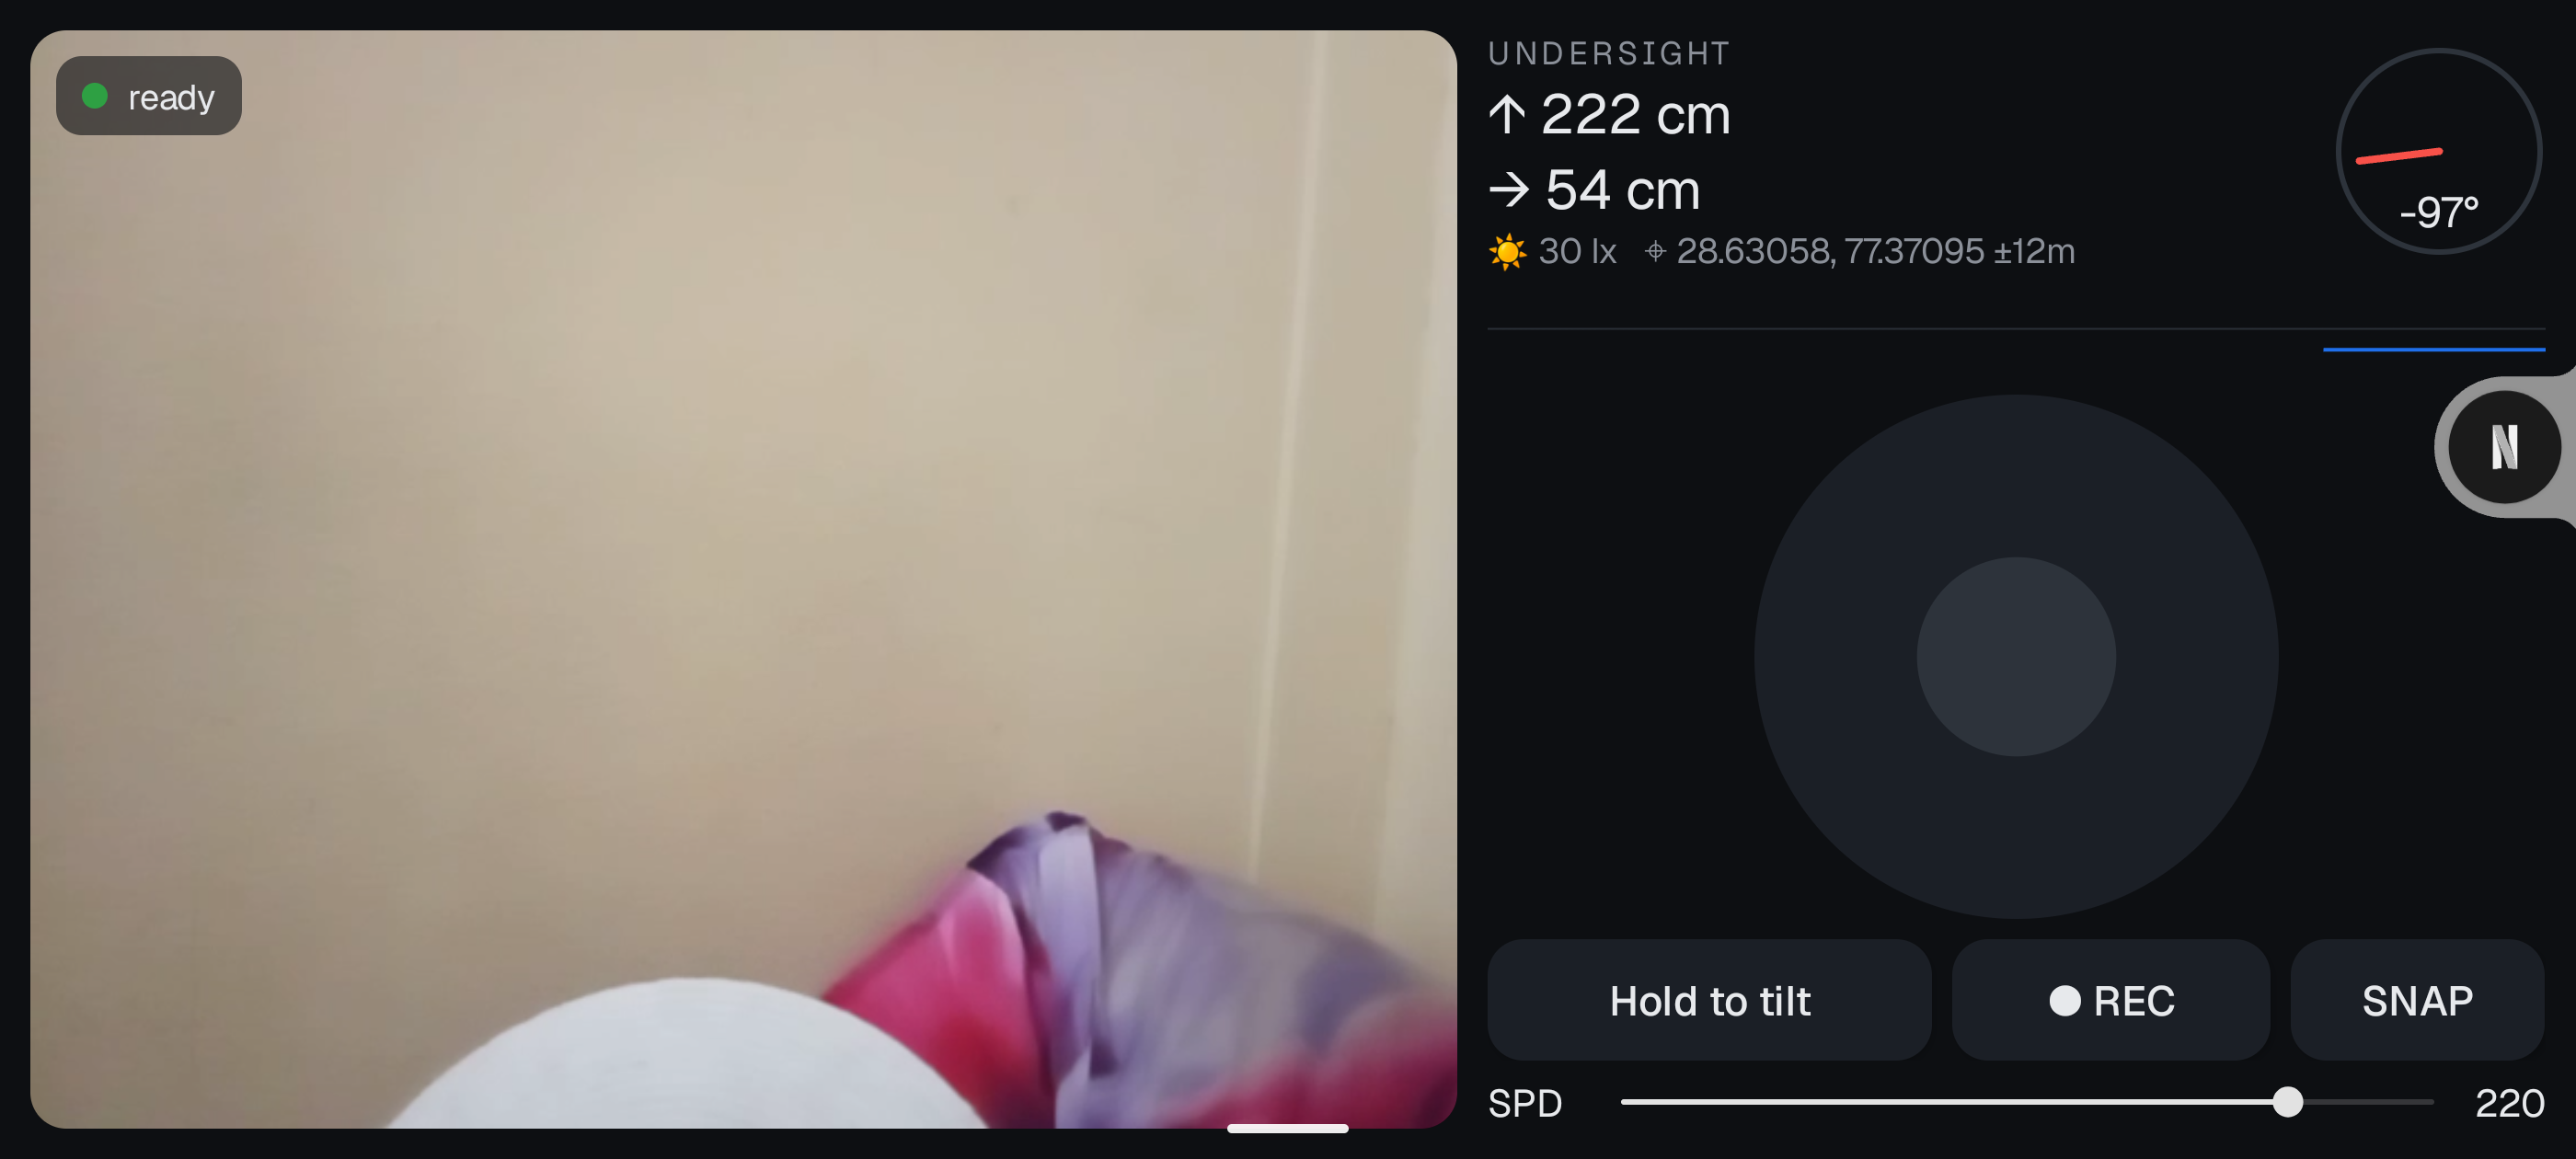 ready
UNDERSIGHT
↑ 222 cm
→ 54 cm
-97°
☀️ 30 lx ⌖ 28.63058, 77.37095 ±12m
N
Hold to tilt
● REC
SNAP
SPD
220